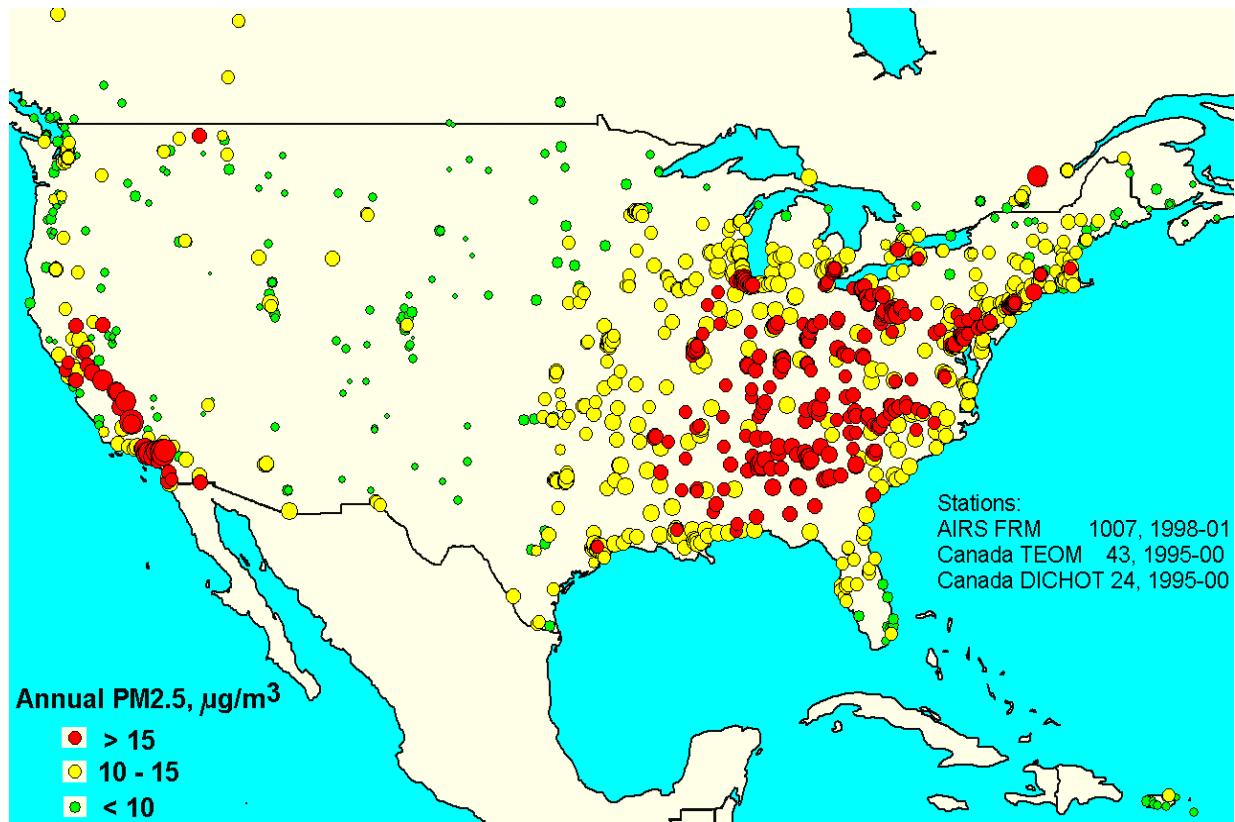 Stations:
AIRS FRM 1007, 1998-01
Canada TEOM 43, 1995-00
Canada DICHOT 24, 1995-00
Annual PM2.5, µg/m³
> 15
10 - 15
< 10